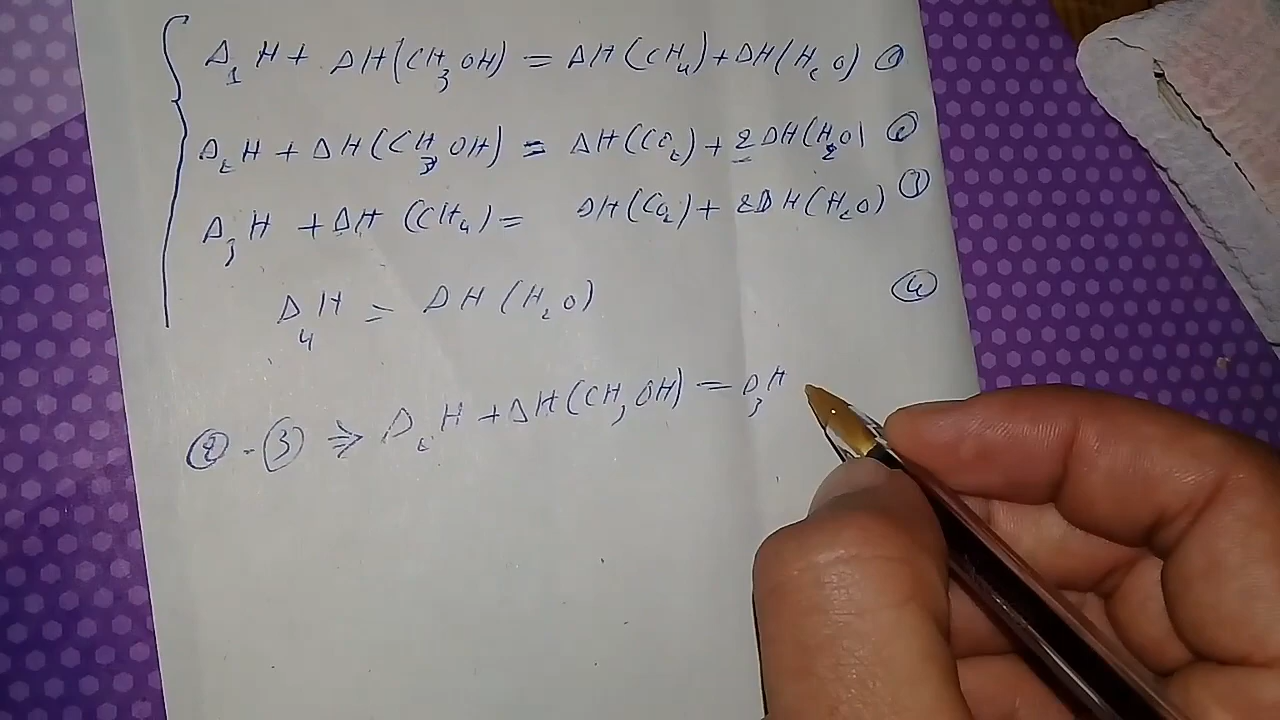 Δ₁H + ΔH(CH₃OH) = ΔH(CH₄) + ΔH(H₂O) ①
Δ₂H + ΔH(CH₃OH) = ΔH(CO₂) + 2ΔH(H₂O) ②
Δ₃H + ΔH(CH₄) = ΔH(CO₂) + 2ΔH(H₂O) ③
Δ₄H = ΔH(H₂O) ④
② - ③ ⇒ Δ₂H + ΔH(CH₃OH) = Δ₃H